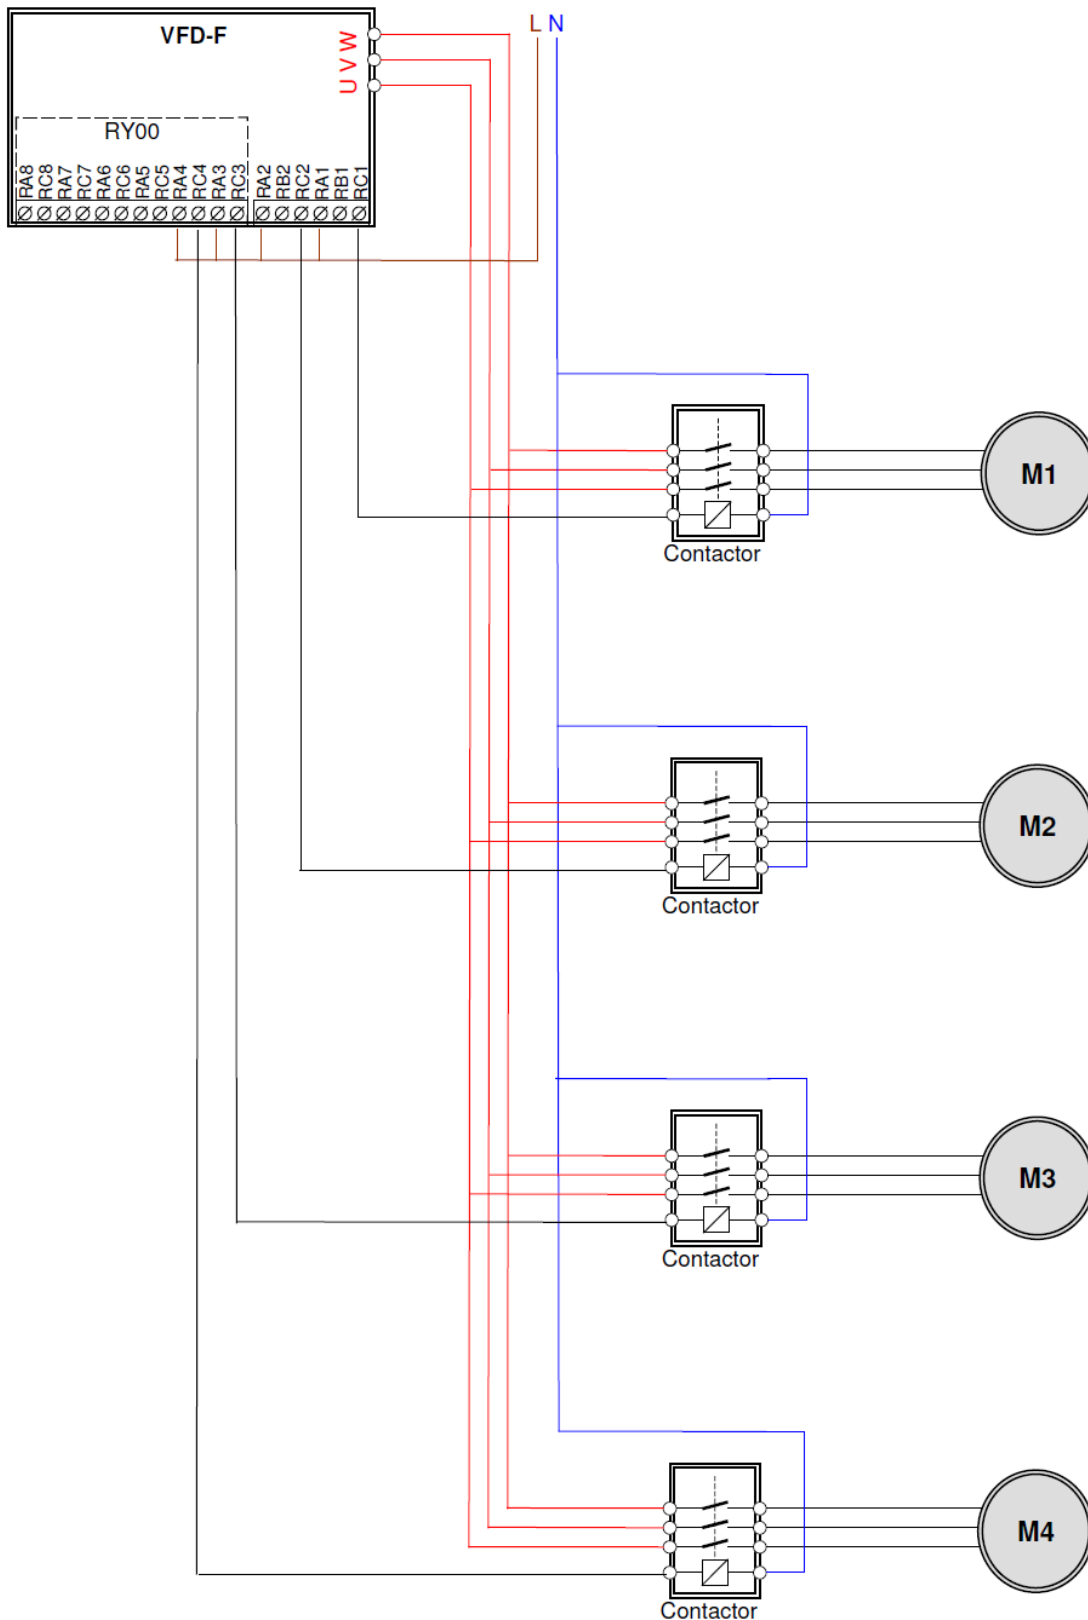 VFD-F
L N
U V W
RY00
RA8 RC8 RA7 RC7 RA6 RC6 RA5 RC5 RA4 RC4 RA3 RC3 RA2 RB2 RC2 RA1 RB1 RC1
M1
Contactor
M2
Contactor
M3
Contactor
M4
Contactor